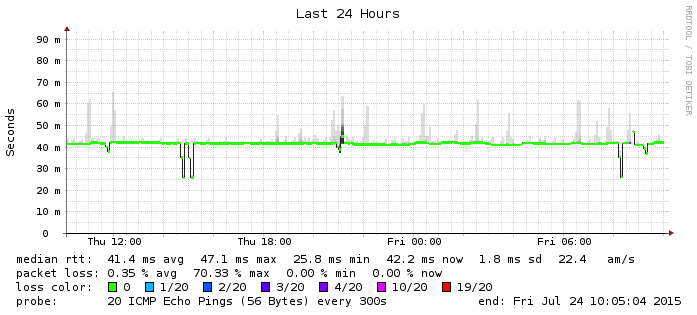 Last 24 Hours
RRDTOOL / TOBI OETIKER
Seconds
90 m
80 m
70 m
60 m
50 m
40 m
30 m
20 m
10 m
0
Thu 12:00 Thu 18:00 Fri 00:00 Fri 06:00
median rtt: 41.4 ms avg 47.1 ms max 25.8 ms min 42.2 ms now 1.8 ms sd 22.4 am/s
packet loss: 0.35 % avg 70.33 % max 0.00 % min 0.00 % now
loss color: 0 1/20 2/20 3/20 4/20 10/20 19/20
probe: 20 ICMP Echo Pings (56 Bytes) every 300s end: Fri Jul 24 10:05:04 2015